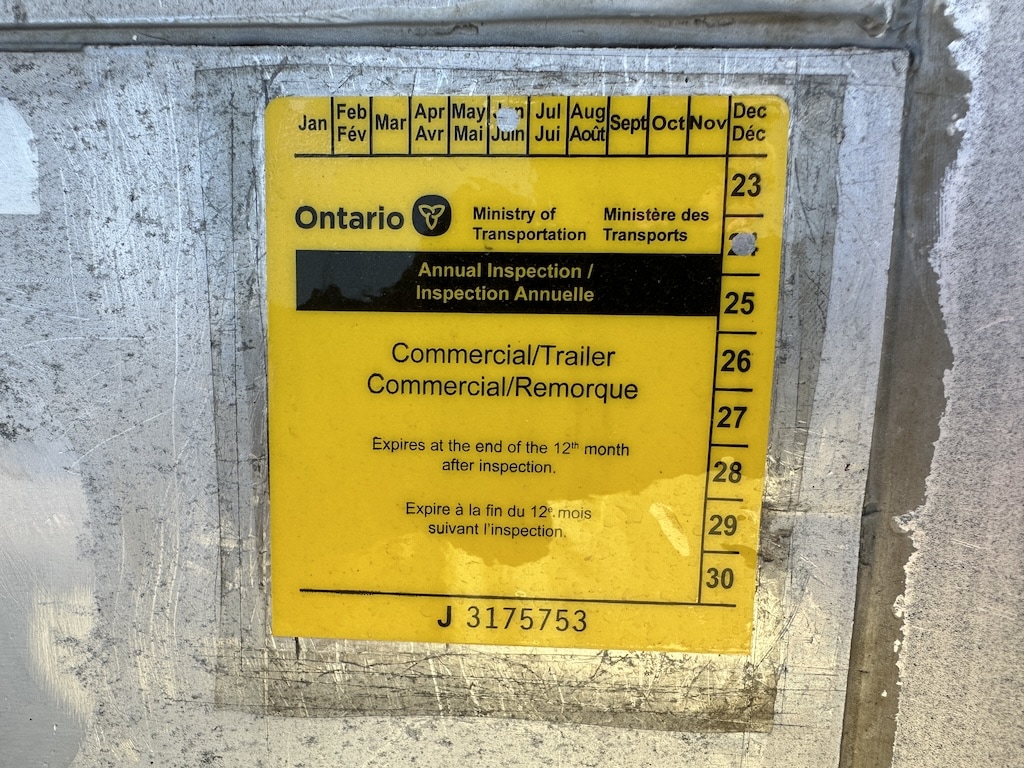 Jan Feb Fév Mar Apr Avr May Mai Jun Juin Jul Jui Aug Août Sept Oct Nov Dec Déc
23
Ontario Ministry of Transportation Ministère des Transports
Annual Inspection /
Inspection Annuelle
25
Commercial/Trailer
Commercial/Remorque
26
27
Expires at the end of the 12th month
after inspection.
28
Expire à la fin du 12e mois
suivant l'inspection.
29
30
J 3175753